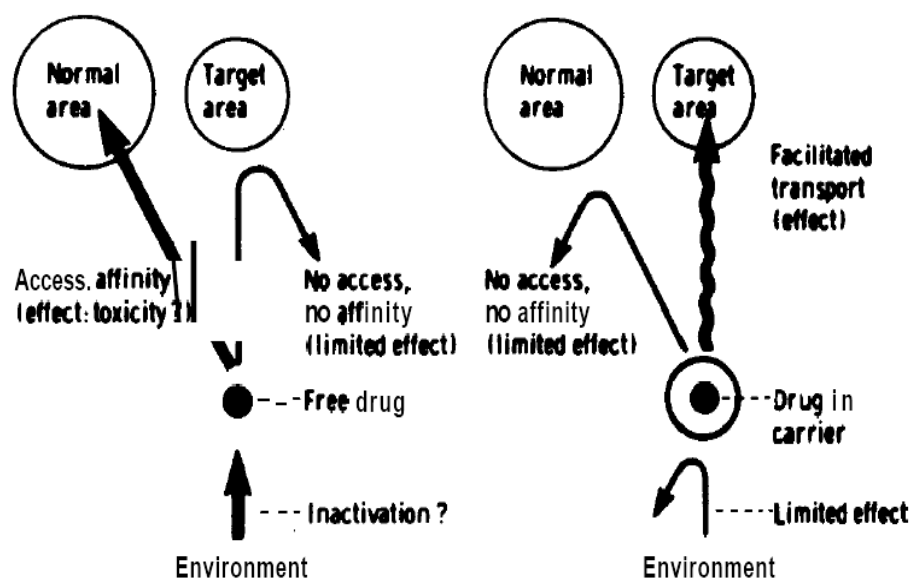 Normal
area
Target
area
Access. affinity
(effect: toxicity ?)
No access,
no affinity
(limited effect)
Free drug
Inactivation ?
Environment
Normal
area
Target
area
Facilitated
transport
(effect)
No access,
no affinity
(limited effect)
Drug in
carrier
Limited effect
Environment